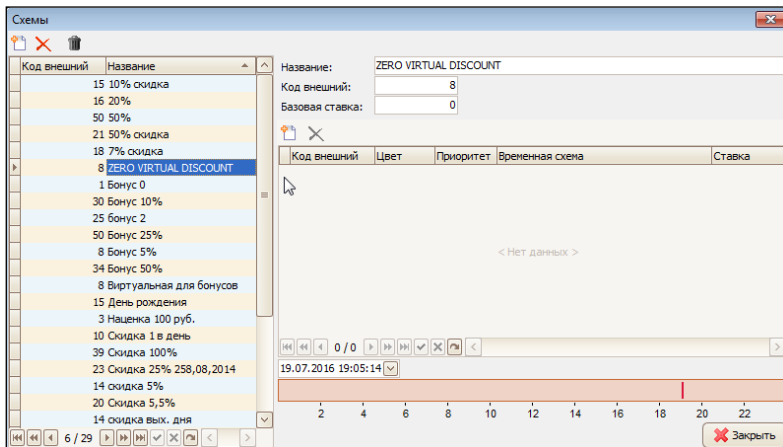 Схемы
Код внешний Название
15 10% скидка
16 20%
50 50%
21 50% скидка
18 7% скидка
8 ZERO VIRTUAL DISCOUNT
1 Бонус 0
30 Бонус 10%
25 бонус 2
50 Бонус 25%
8 Бонус 5%
34 Бонус 50%
8 Виртуальная для бонусов
15 День рождения
3 Наценка 100 руб.
10 Скидка 1 в день
39 Скидка 100%
23 Скидка 25% 258,08,2014
14 скидка 5%
20 Скидка 5,5%
14 скидка вых. дня
6 / 29
Название: ZERO VIRTUAL DISCOUNT
Код внешний: 8
Базовая ставка: 0
Код внешний Цвет Приоритет Временная схема Ставка
< Нет данных >
0 / 0
19.07.2016 19:05:14
2 4 6 8 10 12 14 16 18 20 22
Закрыть